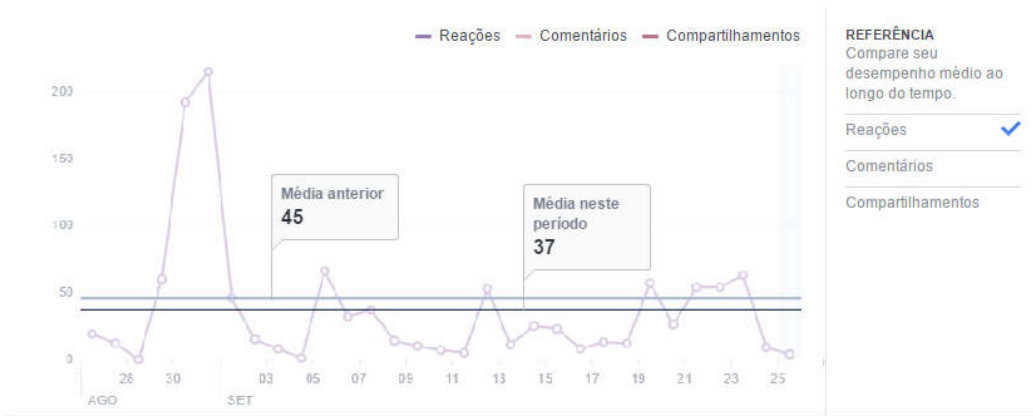 Reações Comentários Compartilhamentos
REFERÊNCIA
Compare seu
desempenho médio ao
longo do tempo.
Reações
Comentários
Compartilhamentos
200
150
100
50
0
Média anterior
45
Média neste
período
37
28 30 03 05 07 09 11 13 15 17 19 21 23 25
AGO SET